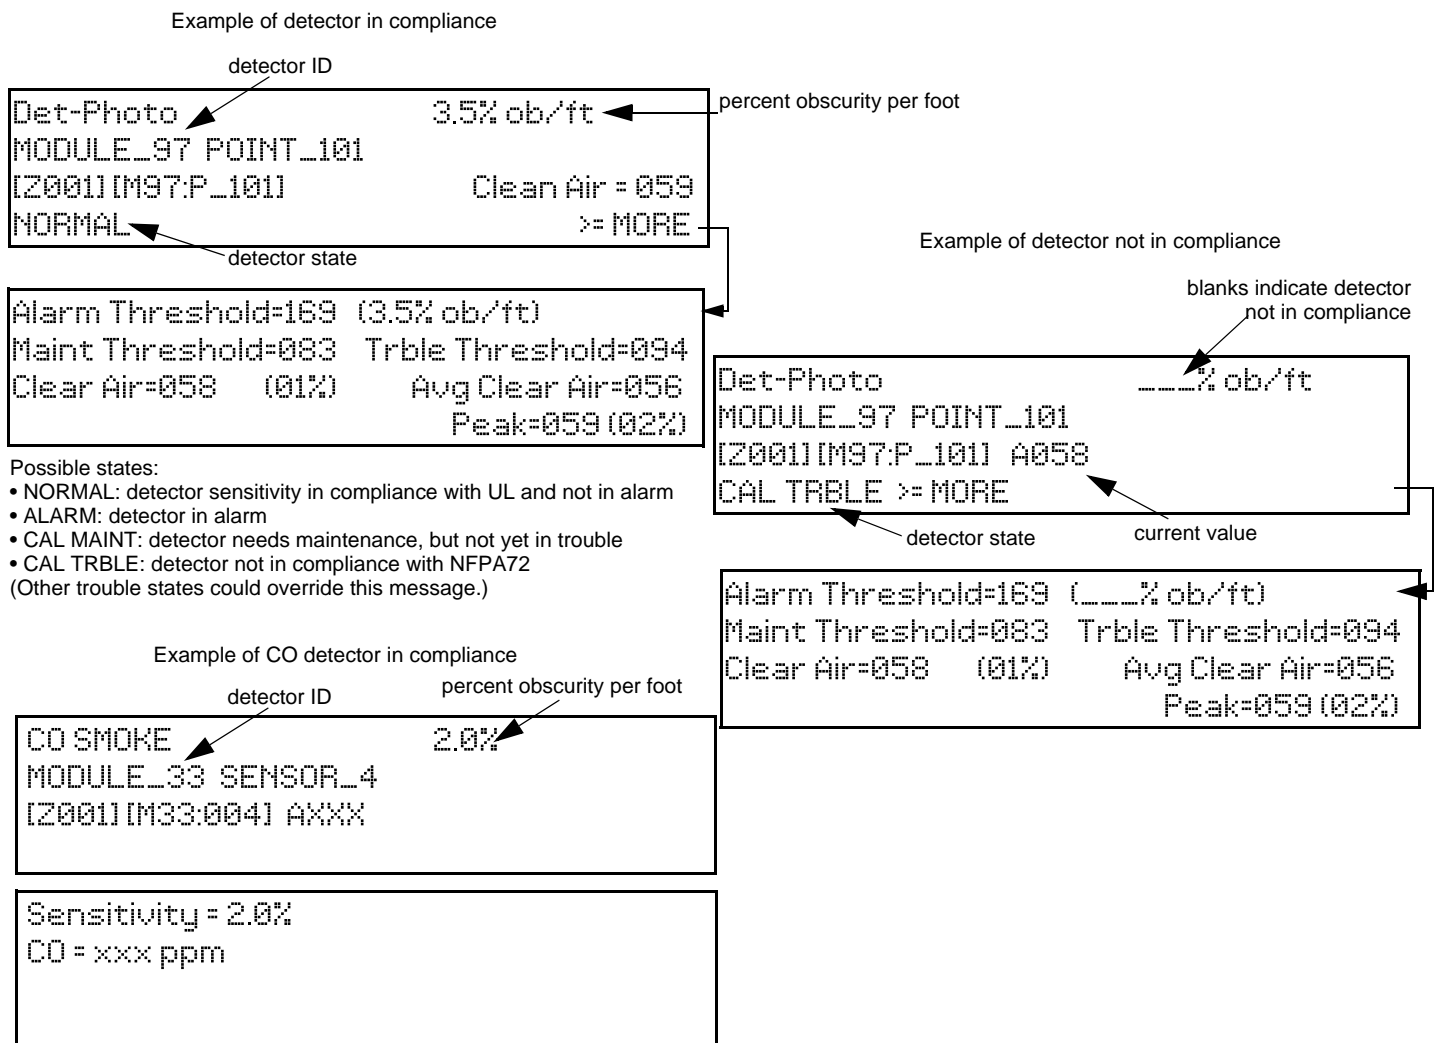 Example of detector in compliance
detector ID
Det-Photo 3.5% ob/ft
percent obscurity per foot
MODULE_97 POINT_101
[Z001][M97:P_101] Clean Air = 059
NORMAL >= MORE
detector state
Alarm Threshold=169 (3.5% ob/ft)
Maint Threshold=083 Trble Threshold=094
Clear Air=058 (01%) Avg Clear Air=056
Peak=059 (02%)
Possible states:
• NORMAL: detector sensitivity in compliance with UL and not in alarm
• ALARM: detector in alarm
• CAL MAINT: detector needs maintenance, but not yet in trouble
• CAL TRBLE: detector not in compliance with NFPA72
(Other trouble states could override this message.)
Example of detector not in compliance
blanks indicate detector
not in compliance
Det-Photo ___% ob/ft
MODULE_97 POINT_101
[Z001][M97:P_101] A058
CAL TRBLE >= MORE
detector state
current value
Alarm Threshold=169 (___% ob/ft)
Maint Threshold=083 Trble Threshold=094
Clear Air=058 (01%) Avg Clear Air=056
Peak=059 (02%)
Example of CO detector in compliance
detector ID
percent obscurity per foot
CO SMOKE 2.0%
MODULE_33 SENSOR_4
[Z001][M33:004] AXXX
Sensitivity = 2.0%
CO = xxx ppm